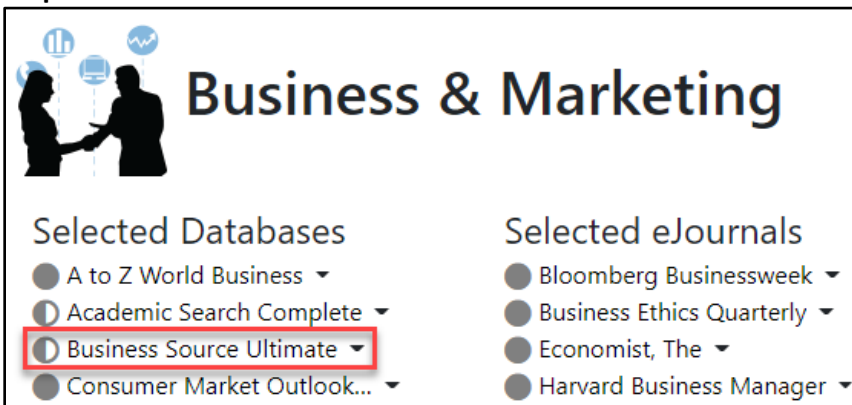 Business & Marketing
Selected Databases
A to Z World Business
Academic Search Complete
Business Source Ultimate
Consumer Market Outlook...
Selected eJournals
Bloomberg Businessweek
Business Ethics Quarterly
Economist, The
Harvard Business Manager